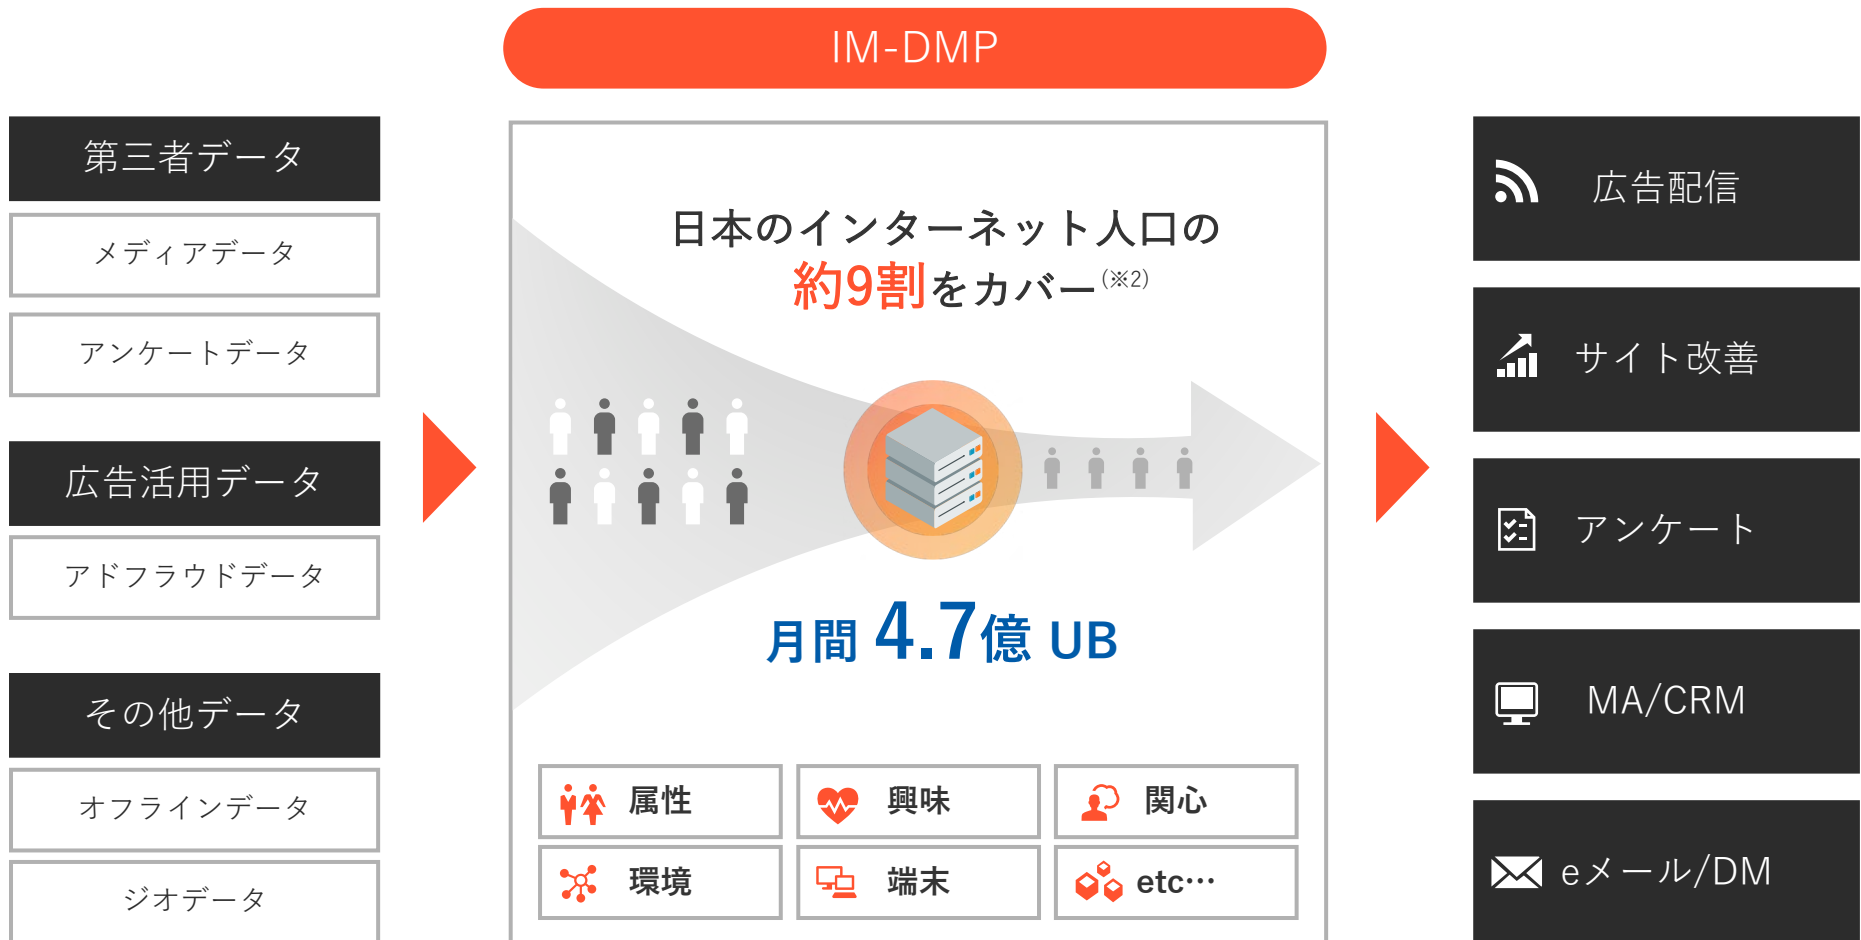 IM-DMP
第三者データ
メディアデータ
アンケートデータ
広告活用データ
アドフラウドデータ
その他データ
オフラインデータ
ジオデータ
日本のインターネット人口の
約9割をカバー(※2)
月間 4.7億 UB
属性
興味
関心
環境
端末
etc…
広告配信
サイト改善
アンケート
MA/CRM
eメール/DM